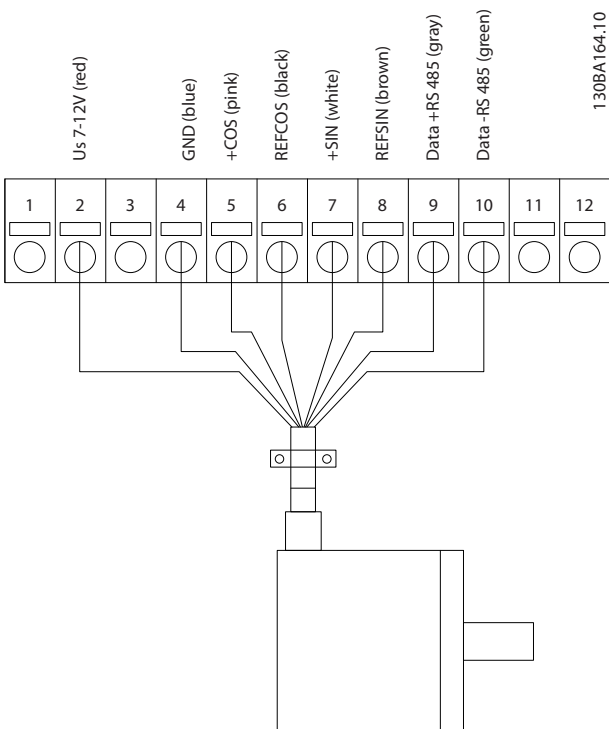 Us 7-12V (red)
GND (blue)
+COS (pink)
REFCOS (black)
+SIN (white)
REFSIN (brown)
Data +RS 485 (gray)
Data -RS 485 (green)
130BA164.10
1
2
3
4
5
6
7
8
9
10
11
12